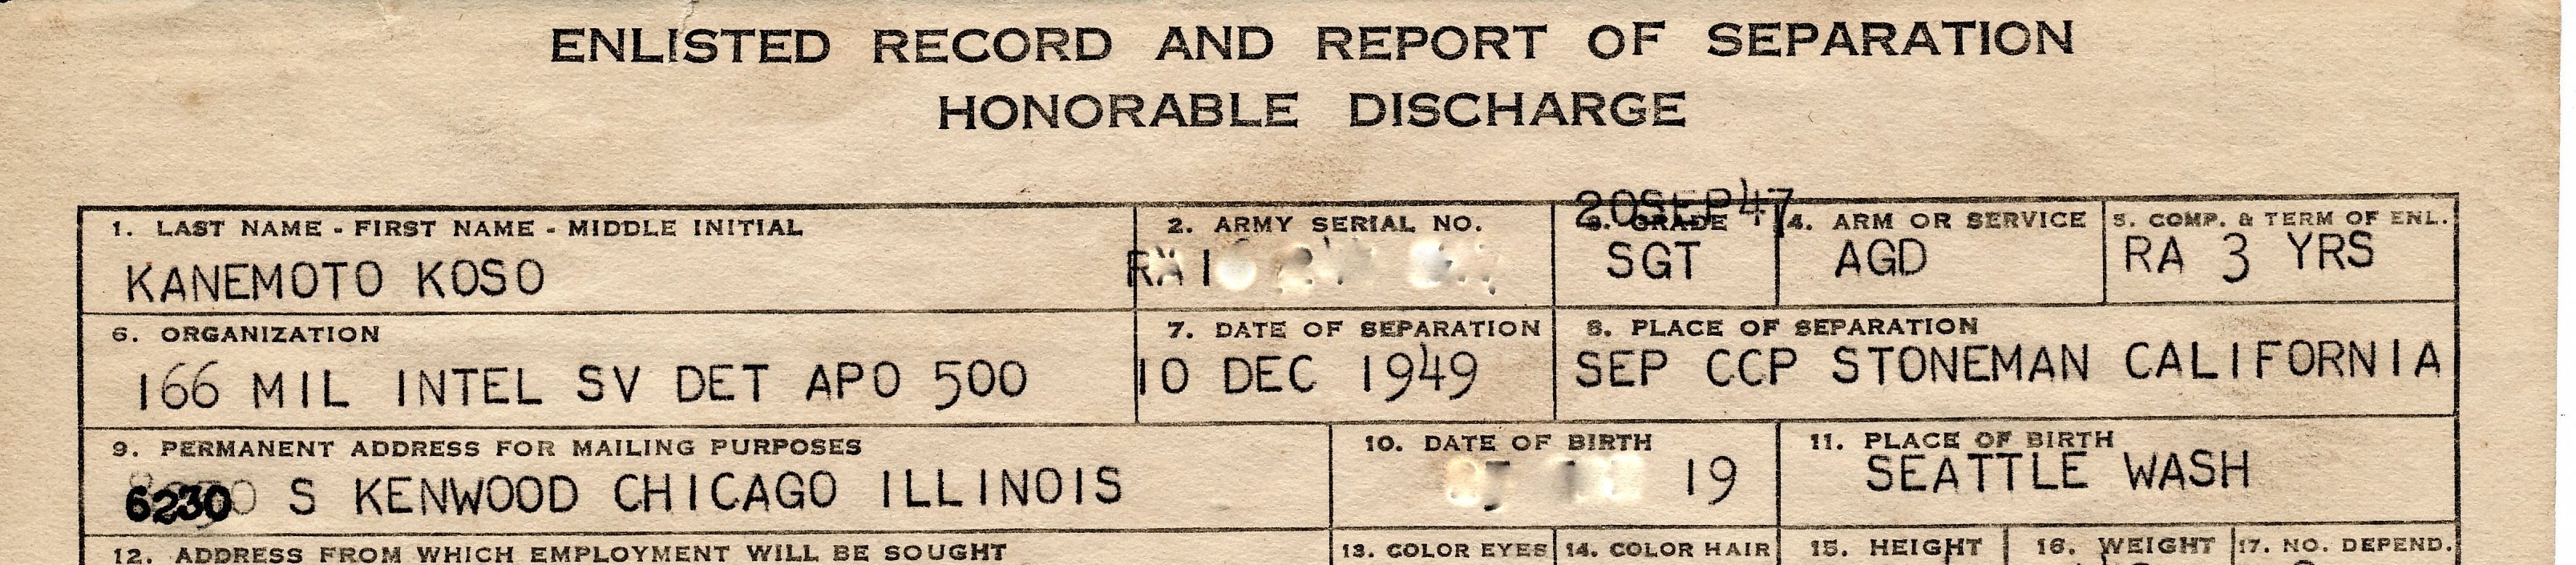 ENLISTED RECORD AND REPORT OF SEPARATION
HONORABLE DISCHARGE
20SEP47
1. LAST NAME - FIRST NAME - MIDDLE INITIAL
KANEMOTO KOSO
2. ARMY SERIAL NO.
RA 1
3. GRADE
SGT
4. ARM OR SERVICE
AGD
5. COMP. & TERM OF ENL.
RA 3 YRS
6. ORGANIZATION
166 MIL INTEL SV DET APO 500
7. DATE OF SEPARATION
10 DEC 1949
8. PLACE OF SEPARATION
SEP CCP STONEMAN CALIFORNIA
9. PERMANENT ADDRESS FOR MAILING PURPOSES
6230 S KENWOOD CHICAGO ILLINOIS
10. DATE OF BIRTH
19
11. PLACE OF BIRTH
SEATTLE WASH
12. ADDRESS FROM WHICH EMPLOYMENT WILL BE SOUGHT
13. COLOR EYES
14. COLOR HAIR
15. HEIGHT
16. WEIGHT
17. NO. DEPEND.